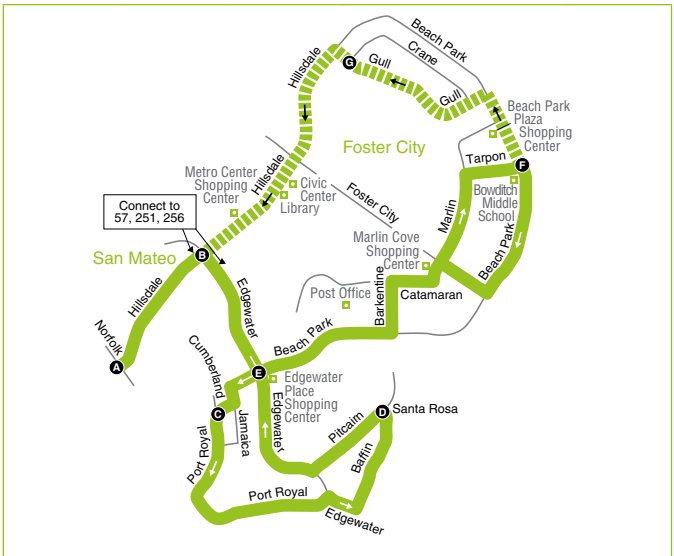 Beach Park
Crane
Gull
Gull
Hillsdale
G
Beach Park
Plaza
Shopping
Center
Foster City
Tarpon
F
Bowditch
Middle
School
Metro Center
Shopping
Center
Hillsdale
Civic
Center
Library
Foster City
Marlin
Beach Park
Connect to
57, 251, 256
San Mateo
B
Marlin Cove
Shopping
Center
Hillsdale
Edgewater
Post Office
Barkentine
Catamaran
Beach Park
Norfolk
A
Cumberland
E
Edgewater
Place
Shopping
Center
C
Jamaica
Edgewater
D
Santa Rosa
Pitcairn
Baffin
Port Royal
Port Royal
Edgewater